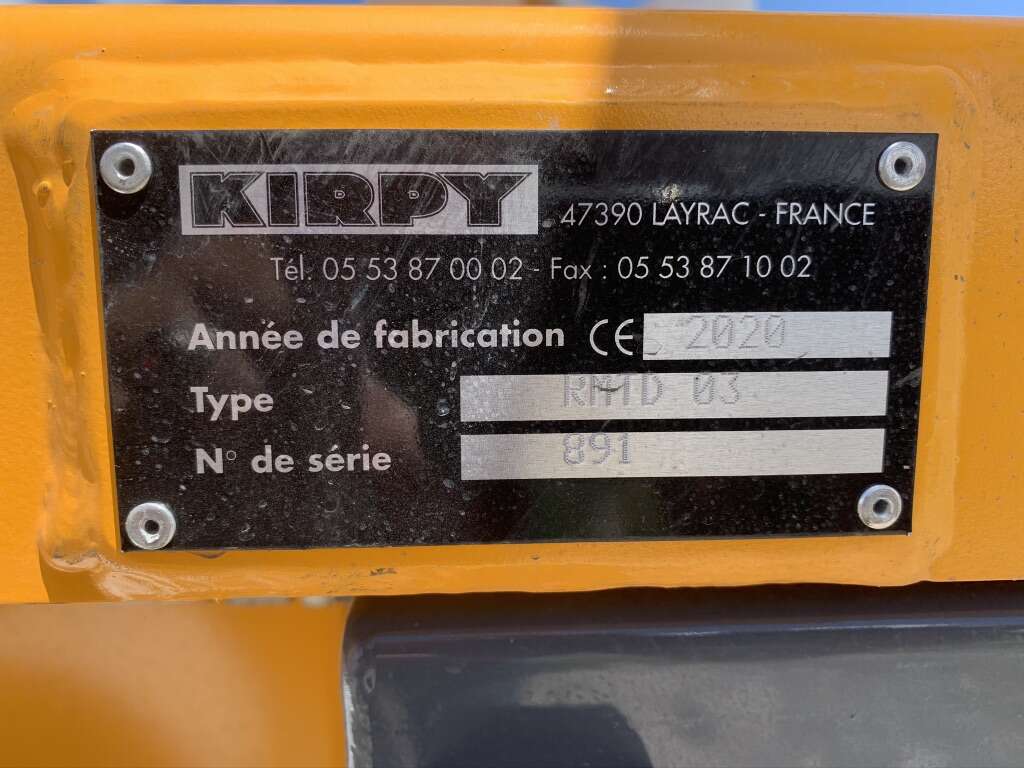 KIRPY 47390 LAYRAC - FRANCE
Tél. 05 53 87 00 02 - Fax : 05 53 87 10 02
Année de fabrication CE 2020
Type RMTD 03
N° de série 891